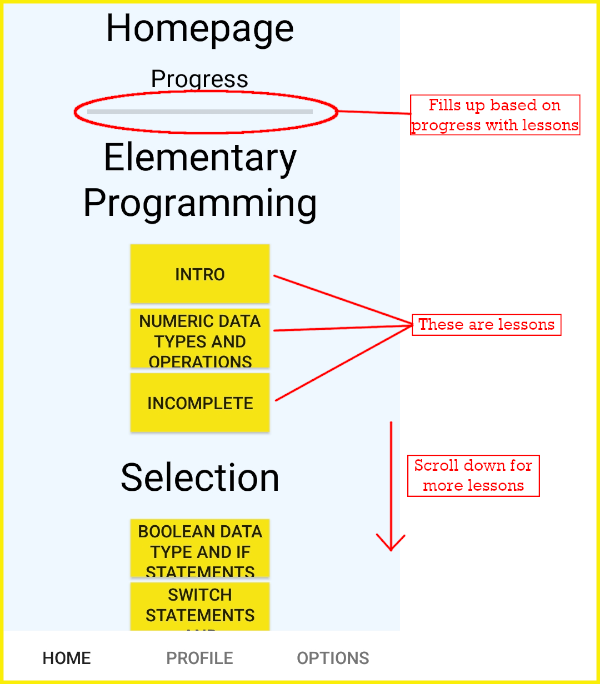 Homepage
Progress
Fills up based on
progress with lessons
Elementary
Programming
INTRO
NUMERIC DATA
TYPES AND
OPERATIONS
INCOMPLETE
These are lessons
Scroll down for
more lessons
Selection
BOOLEAN DATA
TYPE AND IF
STATEMENTS
SWITCH
STATEMENTS
AND
HOME
PROFILE
OPTIONS